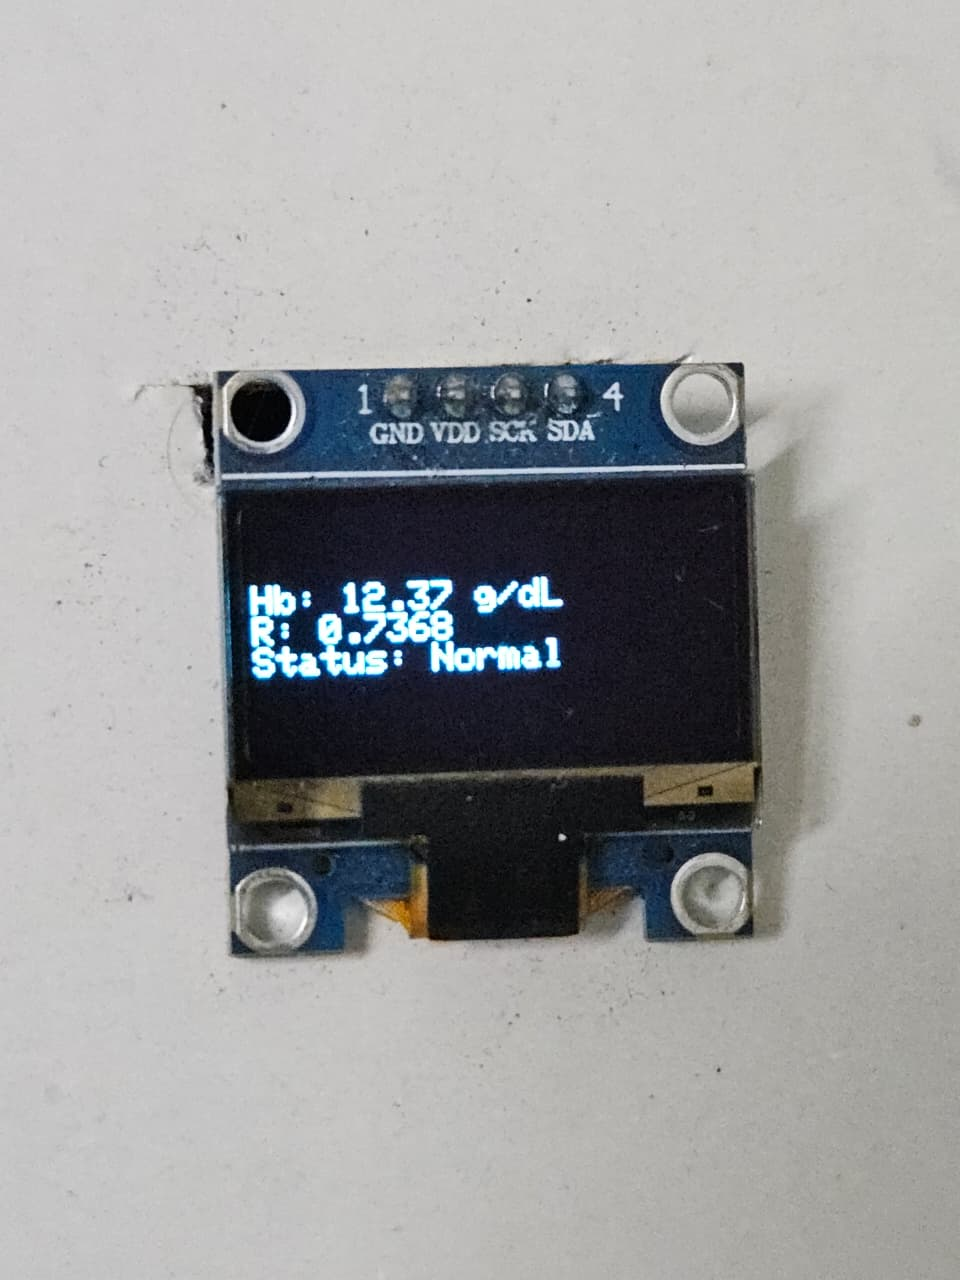 1 4
GND VDD SCK SDA
Hb: 12.37 g/dL
R: 0.7368
Status: Normal